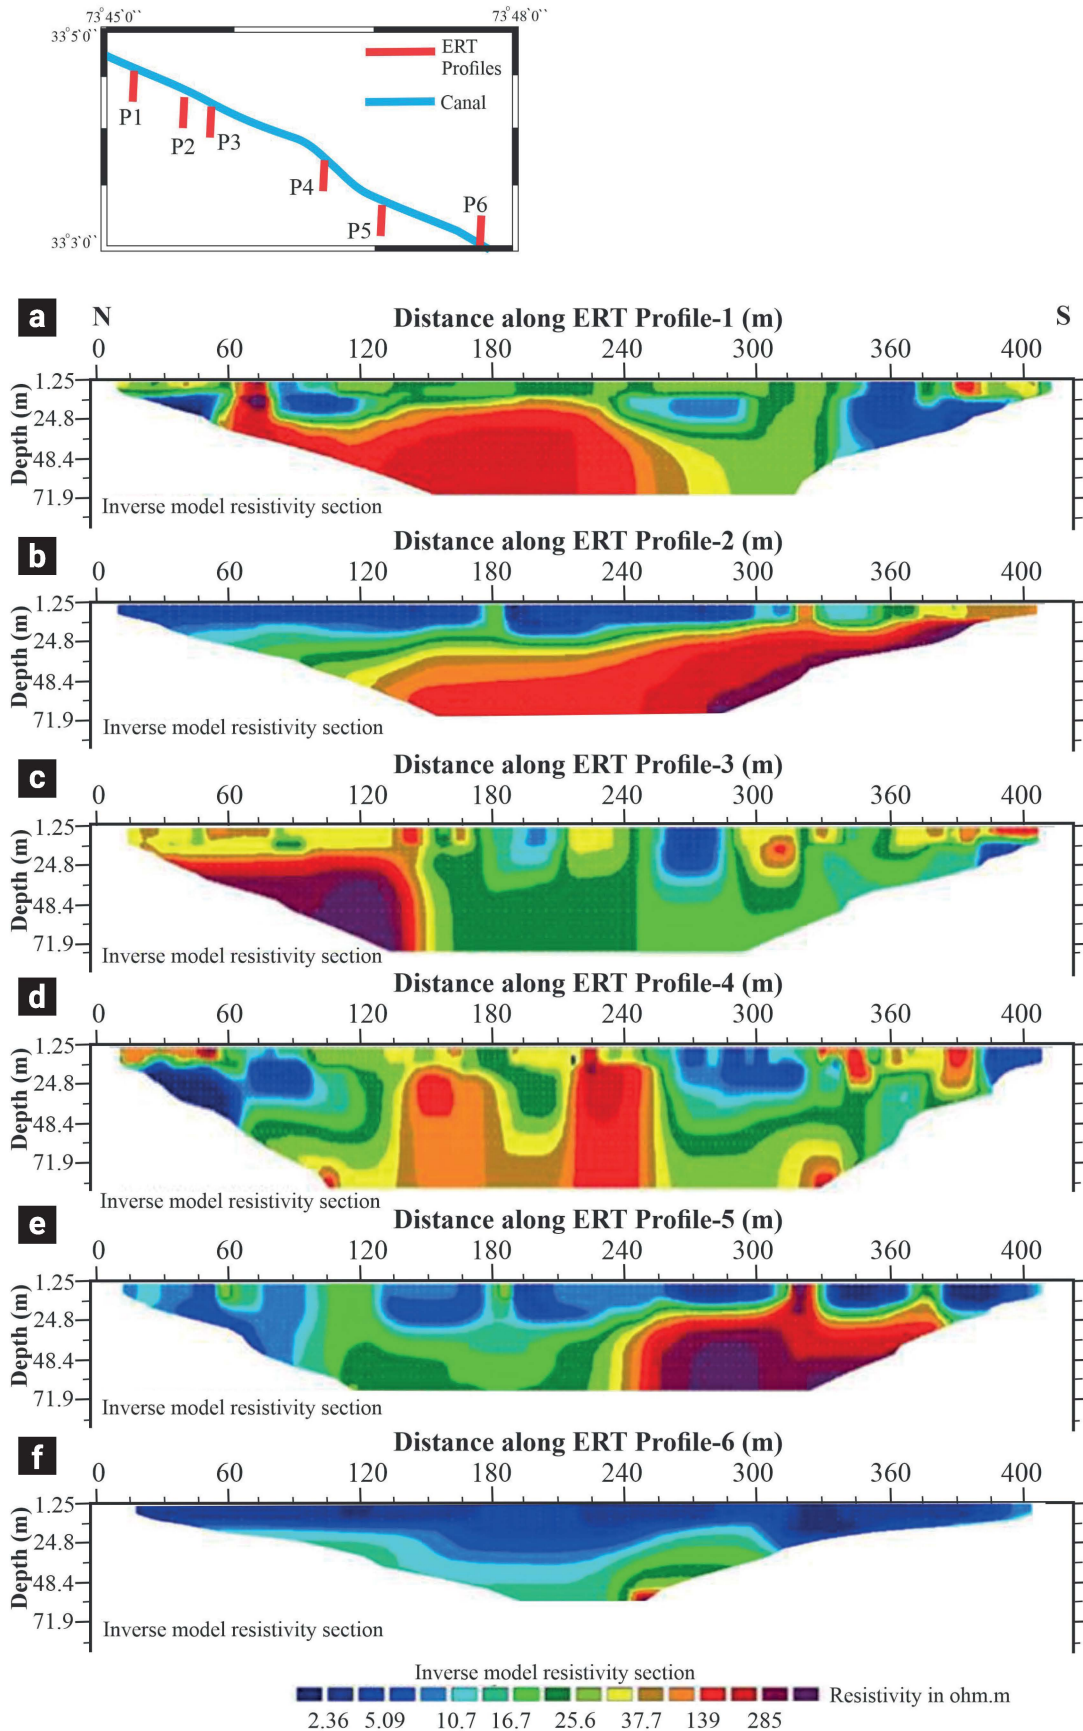 73°45`0`` 73°48`0``
33°5`0``
ERT
Profiles
Canal
P1
P2
P3
P4
P5
P6
33°3`0``
a N Distance along ERT Profile-1 (m) S
0 60 120 180 240 300 360 400
Depth (m)
1.25
24.8
48.4
71.9
Inverse model resistivity section
b Distance along ERT Profile-2 (m)
0 60 120 180 240 300 360 400
Depth (m)
1.25
24.8
48.4
71.9
Inverse model resistivity section
c Distance along ERT Profile-3 (m)
0 60 120 180 240 300 360 400
Depth (m)
1.25
24.8
48.4
71.9
Inverse model resistivity section
d Distance along ERT Profile-4 (m)
0 60 120 180 240 300 360 400
Depth (m)
1.25
24.8
48.4
71.9
Inverse model resistivity section
e Distance along ERT Profile-5 (m)
0 60 120 180 240 300 360 400
Depth (m)
1.25
24.8
48.4
71.9
Inverse model resistivity section
f Distance along ERT Profile-6 (m)
0 60 120 180 240 300 360 400
Depth (m)
1.25
24.8
48.4
71.9
Inverse model resistivity section
Inverse model resistivity section
Resistivity in ohm.m
2.36 5.09 10.7 16.7 25.6 37.7 139 285